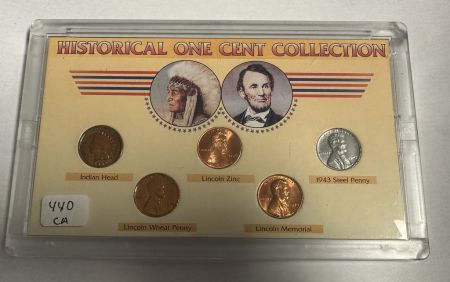 HISTORICAL ONE CENT COLLECTION
Indian Head
Lincoln Zinc
1943 Steel Penny
Lincoln Wheat Penny
Lincoln Memorial
440
CA